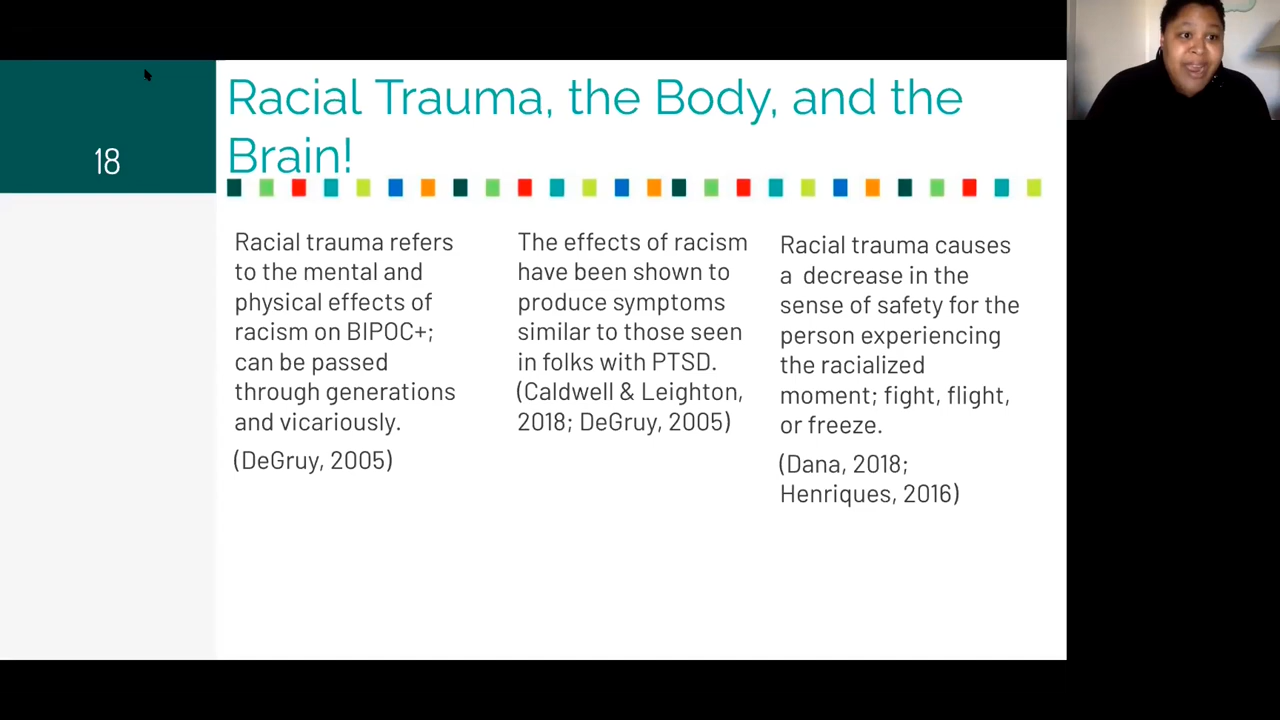 18
Racial Trauma, the Body, and the
Brain!
Racial trauma refers
to the mental and
physical effects of
racism on BIPOC+;
can be passed
through generations
and vicariously.
(DeGruy, 2005)
The effects of racism
have been shown to
produce symptoms
similar to those seen
in folks with PTSD.
(Caldwell & Leighton,
2018; DeGruy, 2005)
Racial trauma causes
a  decrease in the
sense of safety for the
person experiencing
the racialized
moment; fight, flight,
or freeze.
(Dana, 2018;
Henriques, 2016)